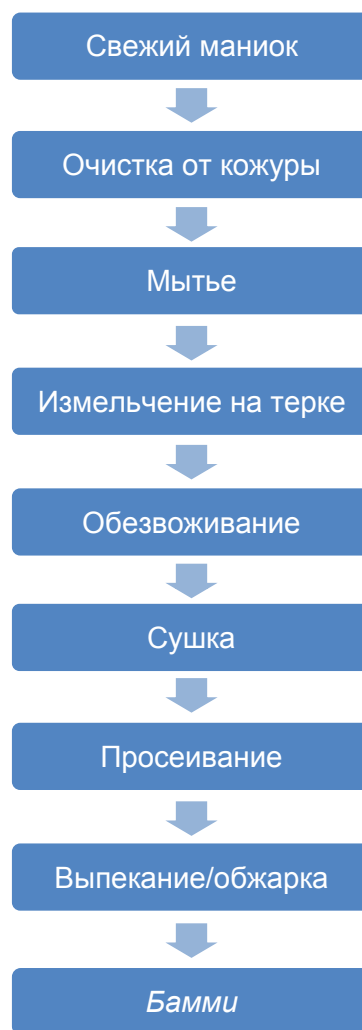 Свежий маниок
Очистка от кожуры
Мытье
Измельчение на терке
Обезвоживание
Сушка
Просеивание
Выпекание/обжарка
Бамми